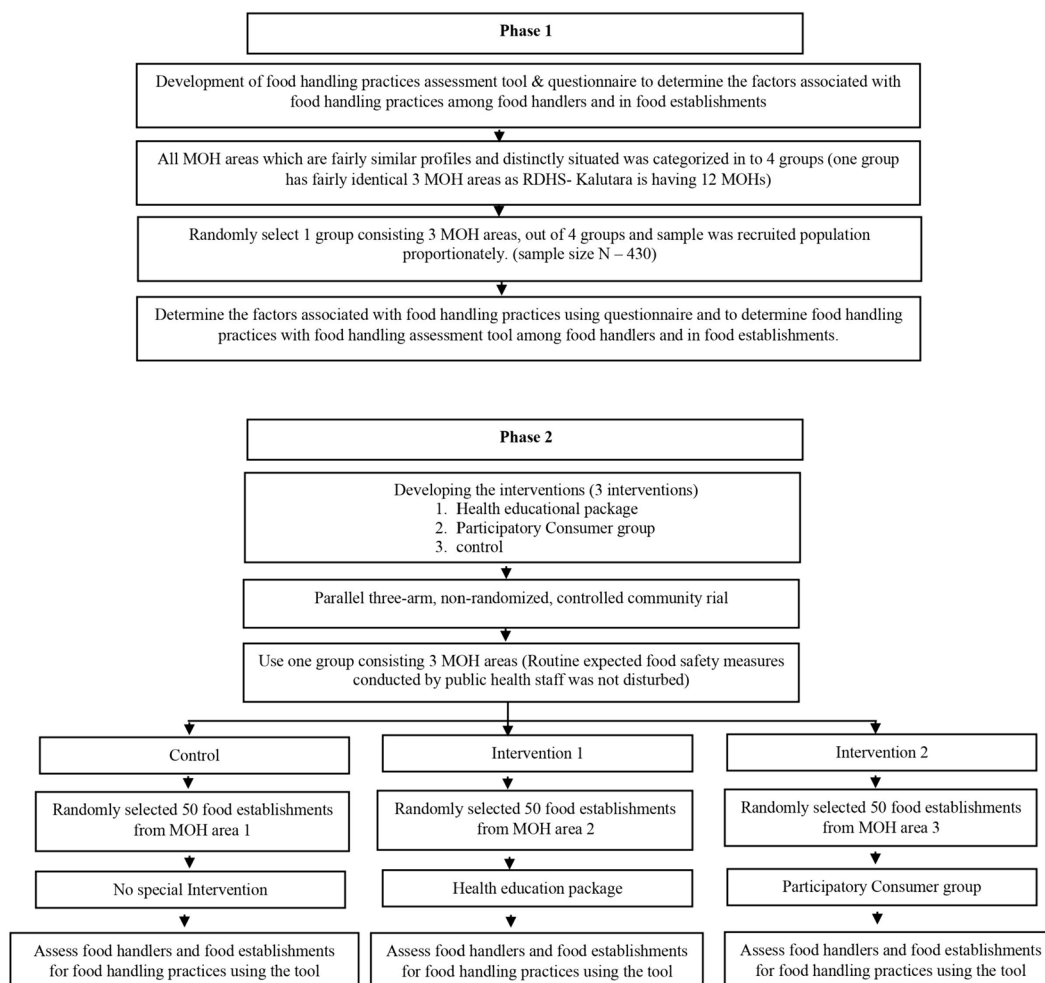 Phase 1
Development of food handling practices assessment tool & questionnaire to determine the factors associated with
food handling practices among food handlers and in food establishments
All MOH areas which are fairly similar profiles and distinctly situated was categorized in to 4 groups (one group
has fairly identical 3 MOH areas as RDHS- Kalutara is having 12 MOHs)
Randomly select 1 group consisting 3 MOH areas, out of 4 groups and sample was recruited population
proportionately. (sample size N – 430)
Determine the factors associated with food handling practices using questionnaire and to determine food handling
practices with food handling assessment tool among food handlers and in food establishments.
Phase 2
Developing the interventions (3 interventions)
1. Health educational package
2. Participatory Consumer group
3. control
Parallel three-arm, non-randomized, controlled community rial
Use one group consisting 3 MOH areas (Routine expected food safety measures
conducted by public health staff was not disturbed)
Control
Randomly selected 50 food establishments
from MOH area 1
No special Intervention
Assess food handlers and food establishments
for food handling practices using the tool
Intervention 1
Randomly selected 50 food establishments
from MOH area 2
Health education package
Assess food handlers and food establishments
for food handling practices using the tool
Intervention 2
Randomly selected 50 food establishments
from MOH area 3
Participatory Consumer group
Assess food handlers and food establishments
for food handling practices using the tool